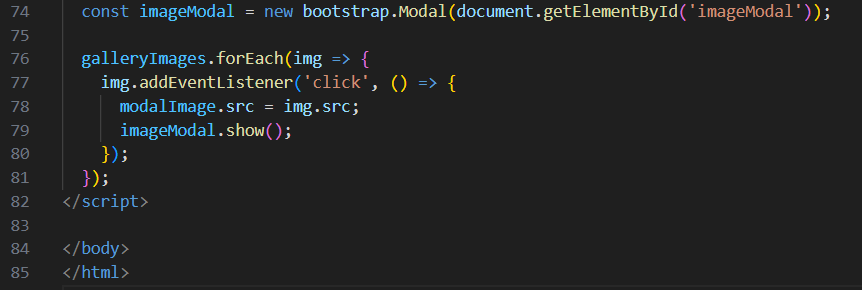 74 const imageModal = new bootstrap.Modal(document.getElementById('imageModal'));
75
76 galleryImages.forEach(img => {
77 img.addEventListener('click', () => {
78 modalImage.src = img.src;
79 imageModal.show();
80 });
81 });
82 </script>
83
84 </body>
85 </html>